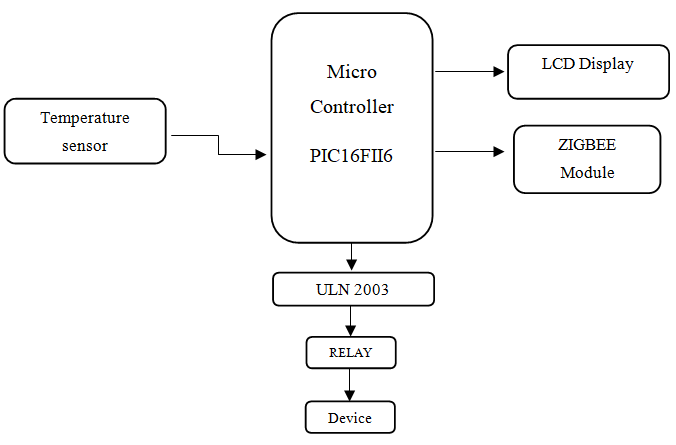 Temperature
sensor
Micro
Controller
PIC16FII6
LCD Display
ZIGBEE
Module
ULN 2003
RELAY
Device